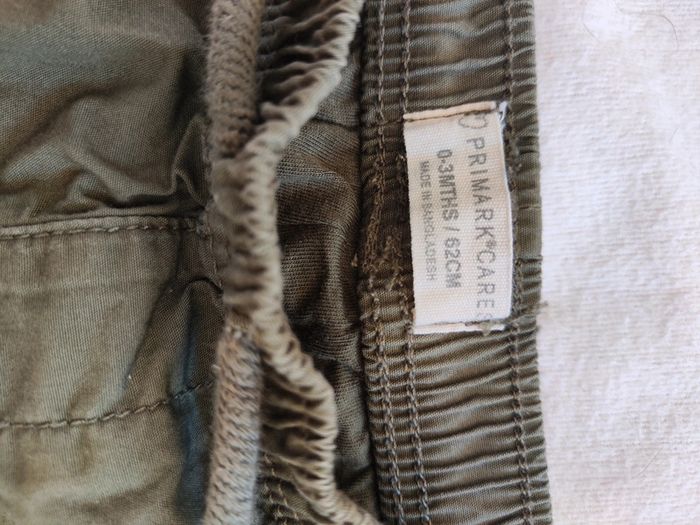 PRIMARK®CARES
0-3MTHS / 62CM
MADE IN BANGLADESH